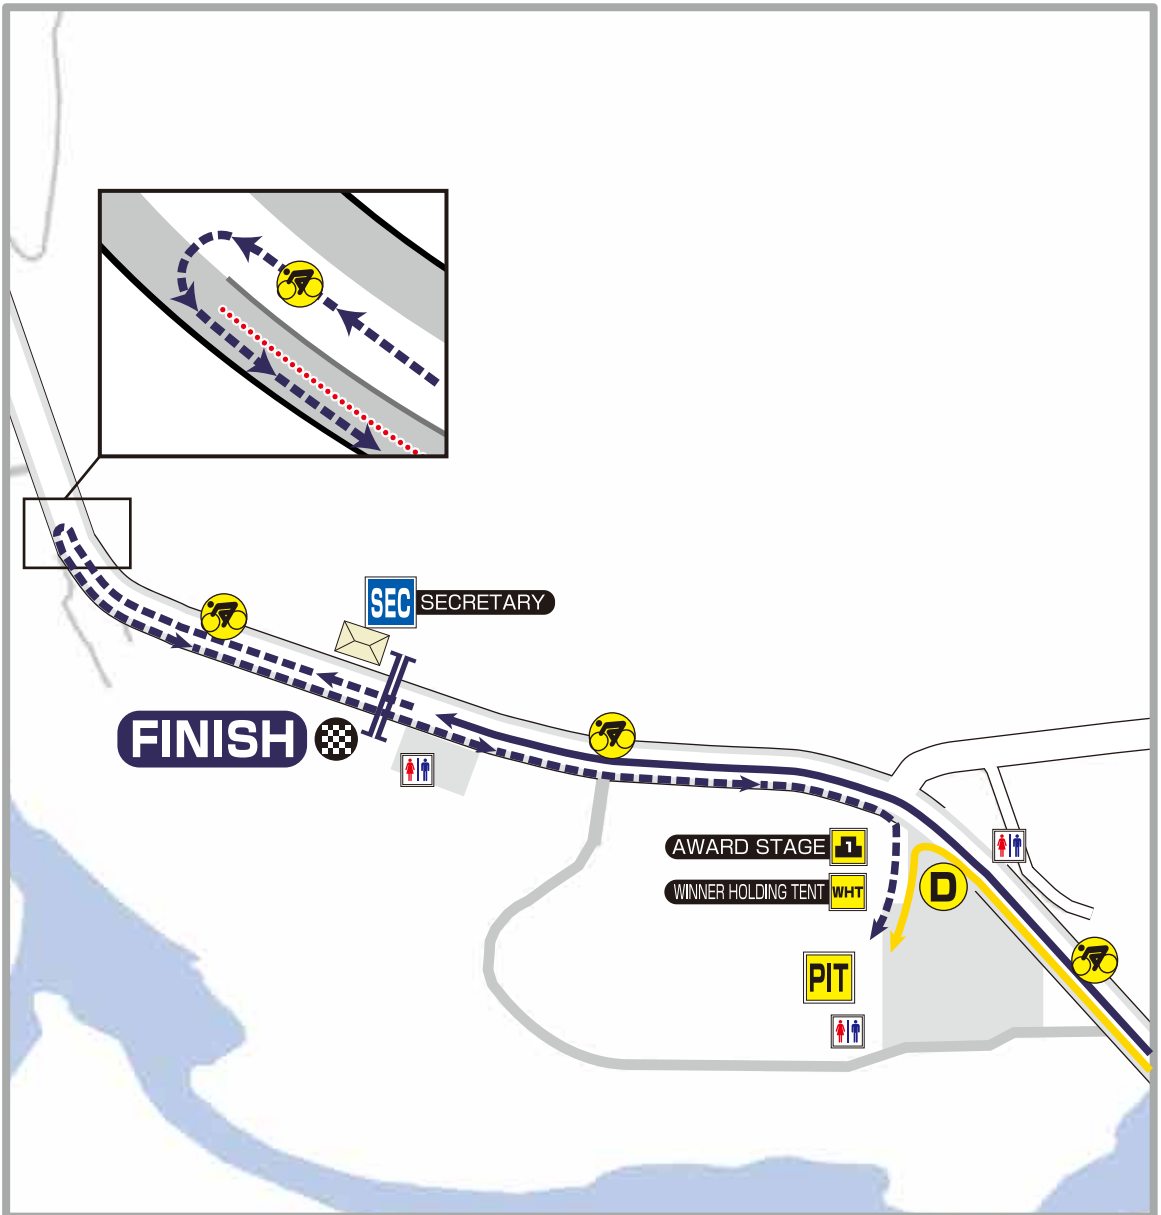 SEC SECRETARY
FINISH
AWARD STAGE 1
WINNER HOLDING TENT WHT
D
PIT